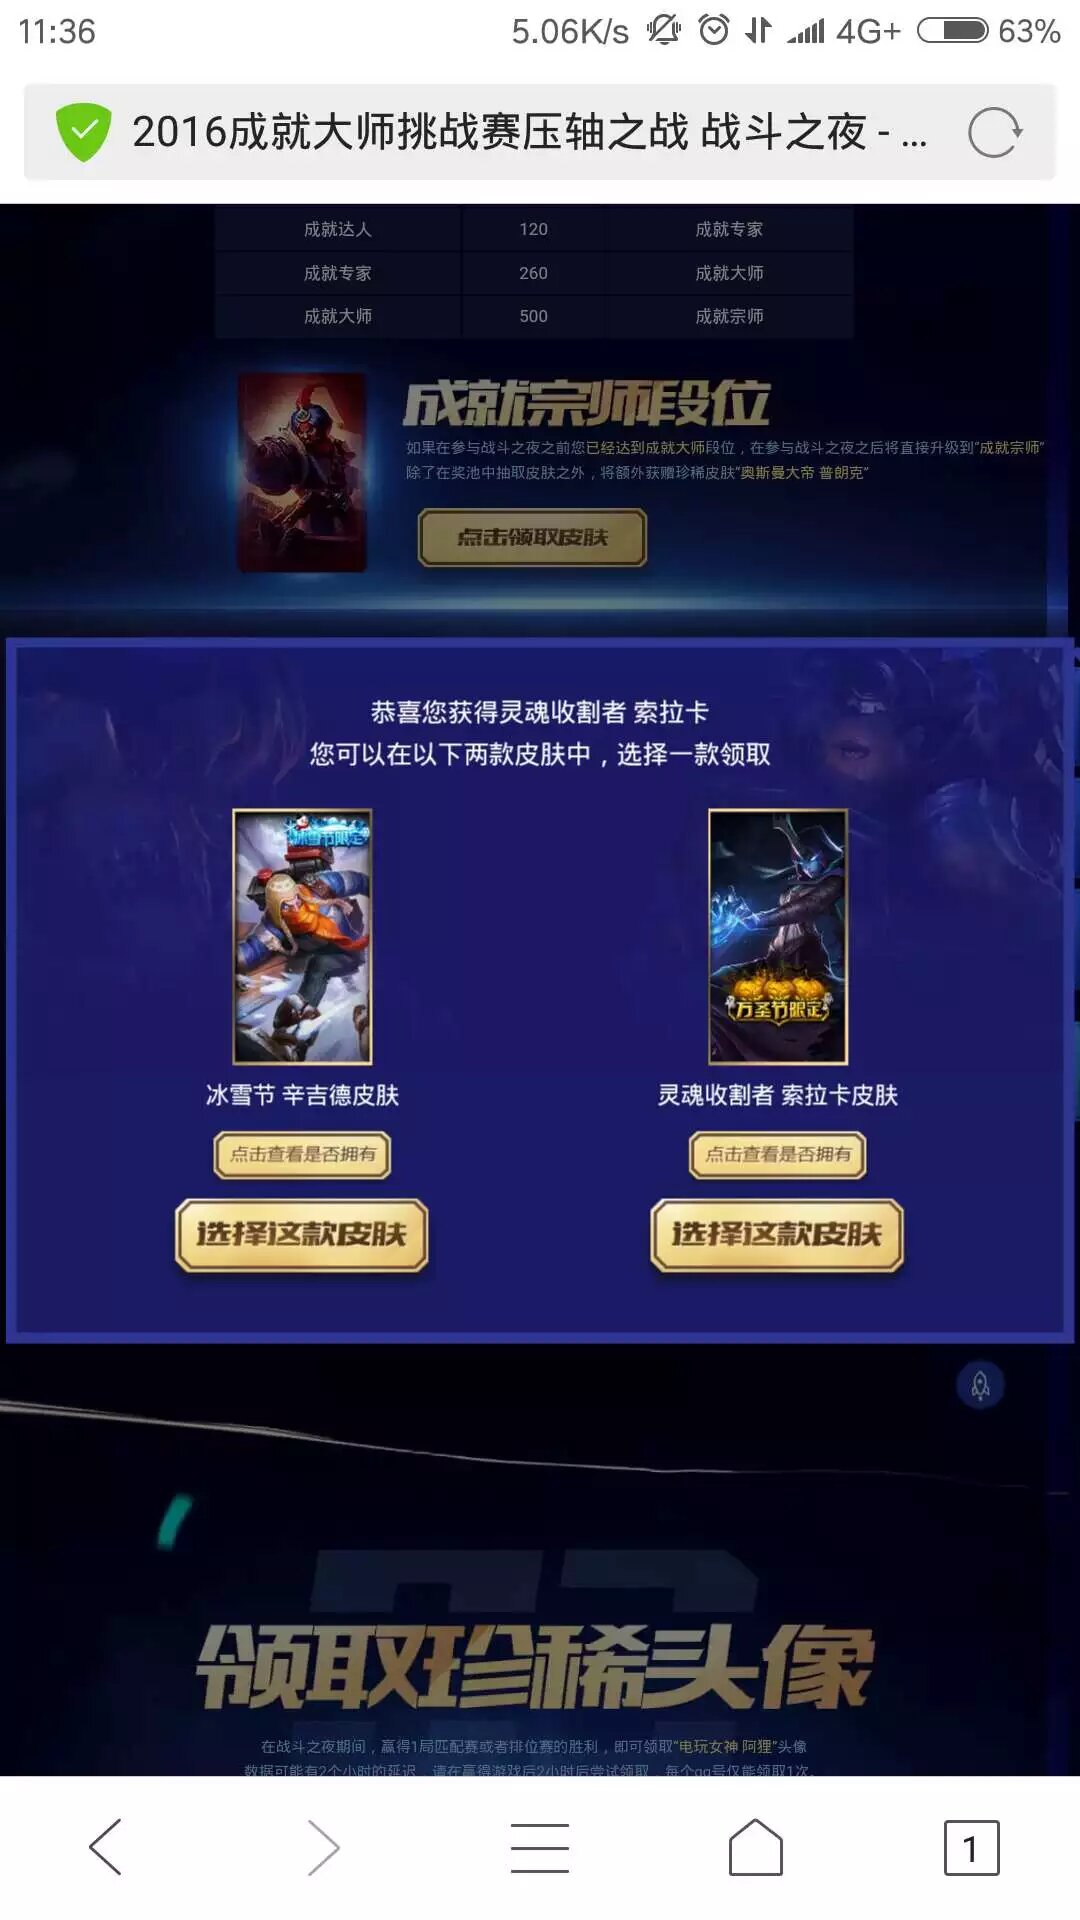 11:36
5.06K/s 4G+ 63%
2016成就大师挑战赛压轴之战 战斗之夜 - ...
成就达人 120 成就专家
成就专家 260 成就大师
成就大师 500 成就宗师
成就宗师段位
如果在参与战斗之夜之前您已经达到成就大师段位，在参与战斗之夜之后将直接升级到"成就宗师"
除了在奖池中抽取皮肤之外，将额外获赠珍稀皮肤"奥斯曼大帝 普朗克"
点击领取皮肤
恭喜您获得灵魂收割者 索拉卡
您可以在以下两款皮肤中，选择一款领取
冰雪节限定
万圣节限定
冰雪节 辛吉德皮肤 灵魂收割者 索拉卡皮肤
点击查看是否拥有 点击查看是否拥有
选择这款皮肤 选择这款皮肤
领取珍稀头像
在战斗之夜期间，赢得1局匹配赛或者排位赛的胜利，即可领取"电玩女神 阿狸"头像
数据可能有2个小时的延迟，请在赢得游戏后2小时后尝试领取，每个qq号仅能领取1次。
1